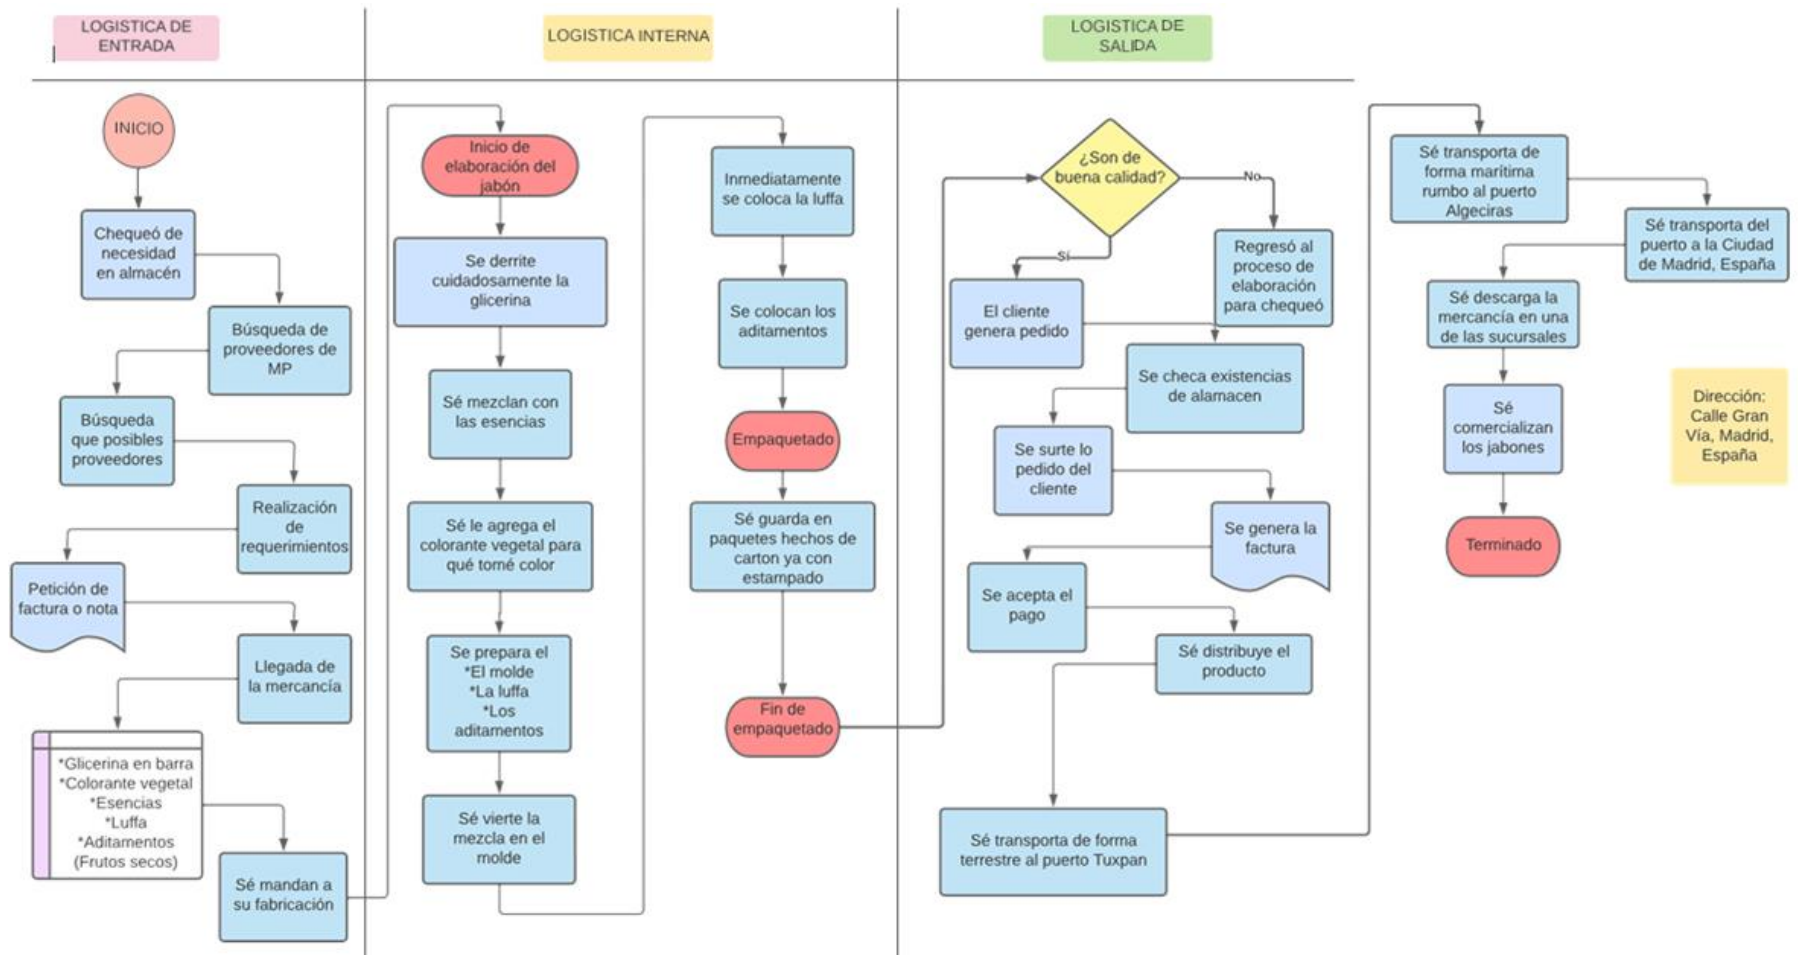 LOGISTICA DE
ENTRADA
LOGISTICA INTERNA
LOGISTICA DE
SALIDA
INICIO
Chequeó de
necesidad
en almacén
Búsqueda de
proveedores de
MP
Búsqueda
que posibles
proveedores
Realización
de
requerimientos
Petición de
factura o nota
Llegada de
la mercancía
*Glicerina en barra
*Colorante vegetal
*Esencias
*Luffa
*Aditamentos
(Frutos secos)
Sé mandan a
su fabricación
Inicio de
elaboración del
jabón
Se derrite
cuidadosamente la
glicerina
Sé mezclan con
las esencias
Sé le agrega el
colorante vegetal para
qué tomé color
Se prepara el
*El molde
*La luffa
*Los
aditamentos
Sé vierte la
mezcla en el
molde
Inmediatamente
se coloca la luffa
Se colocan los
aditamentos
Empaquetado
Sé guarda en
paquetes hechos de
carton ya con
estampado
Fin de
empaquetado
¿Son de
buena calidad?
No
Sí
Regresó al
proceso de
elaboración
para chequeó
El cliente
genera pedido
Se checa existencias
de alamacen
Se surte lo
pedido del
cliente
Se genera la
factura
Se acepta el
pago
Sé distribuye el
producto
Sé transporta de forma
terrestre al puerto Tuxpan
Sé transporta de
forma marítima
rumbo al puerto
Algeciras
Sé transporta del
puerto a la Ciudad
de Madrid, España
Sé descarga la
mercancía en una
de las sucursales
Sé
comercializan
los jabones
Terminado
Dirección:
Calle Gran
Vía, Madrid,
España